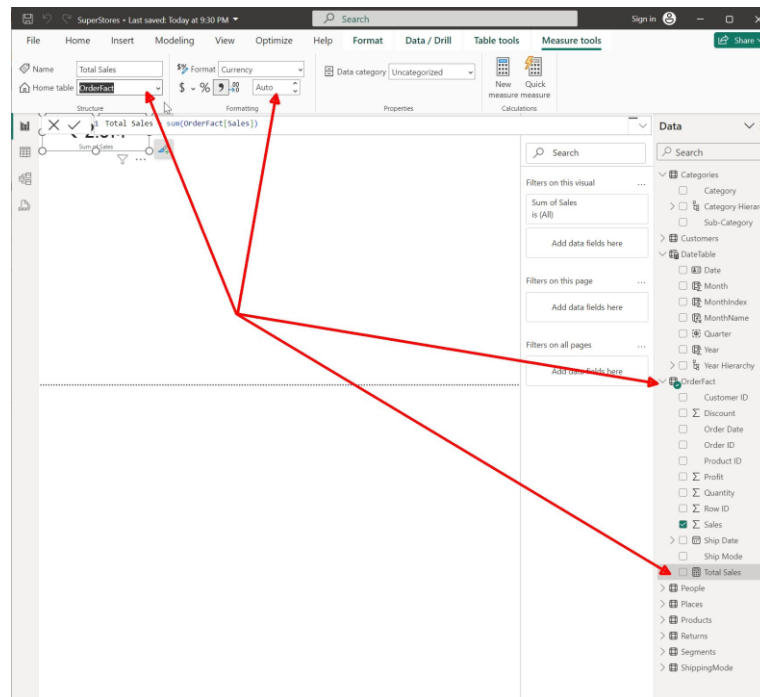 SuperStores • Last saved: Today at 9:30 PM
Search
Sign in
File Home Insert Modeling View Optimize Help Format Data / Drill Table tools Measure tools
Share
Name Total Sales
Format Currency
Data category Uncategorized
Home table OrderFact
$ % Auto
New measure
Quick measure
Structure
Formatting
Properties
Calculations
1 Total Sales = sum(OrderFact[Sales])
Sum of Sales
Search
Filters on this visual
Sum of Sales
is (All)
Add data fields here
Filters on this page
Add data fields here
Filters on all pages
Add data fields here
Data
Search
Categories
Category
Category Hierar
Sub-Category
Customers
DateTable
Date
Month
MonthIndex
MonthName
Quarter
Year
Year Hierarchy
OrderFact
Customer ID
Discount
Order Date
Order ID
Product ID
Profit
Quantity
Row ID
Sales
Ship Date
Ship Mode
Total Sales
People
Places
Products
Returns
Segments
ShippingMode